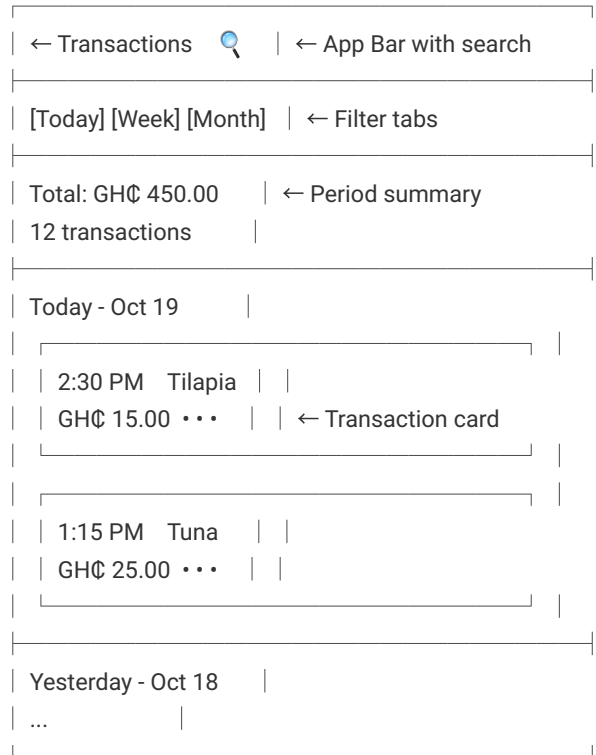 ← Transactions 🔍 │ ← App Bar with search
[Today] [Week] [Month] │ ← Filter tabs
Total: GH₵ 450.00 │ ← Period summary
12 transactions
Today - Oct 19
2:30 PM Tilapia
GH₵ 15.00 ••• │ │ ← Transaction card
1:15 PM Tuna
GH₵ 25.00 •••
Yesterday - Oct 18
...